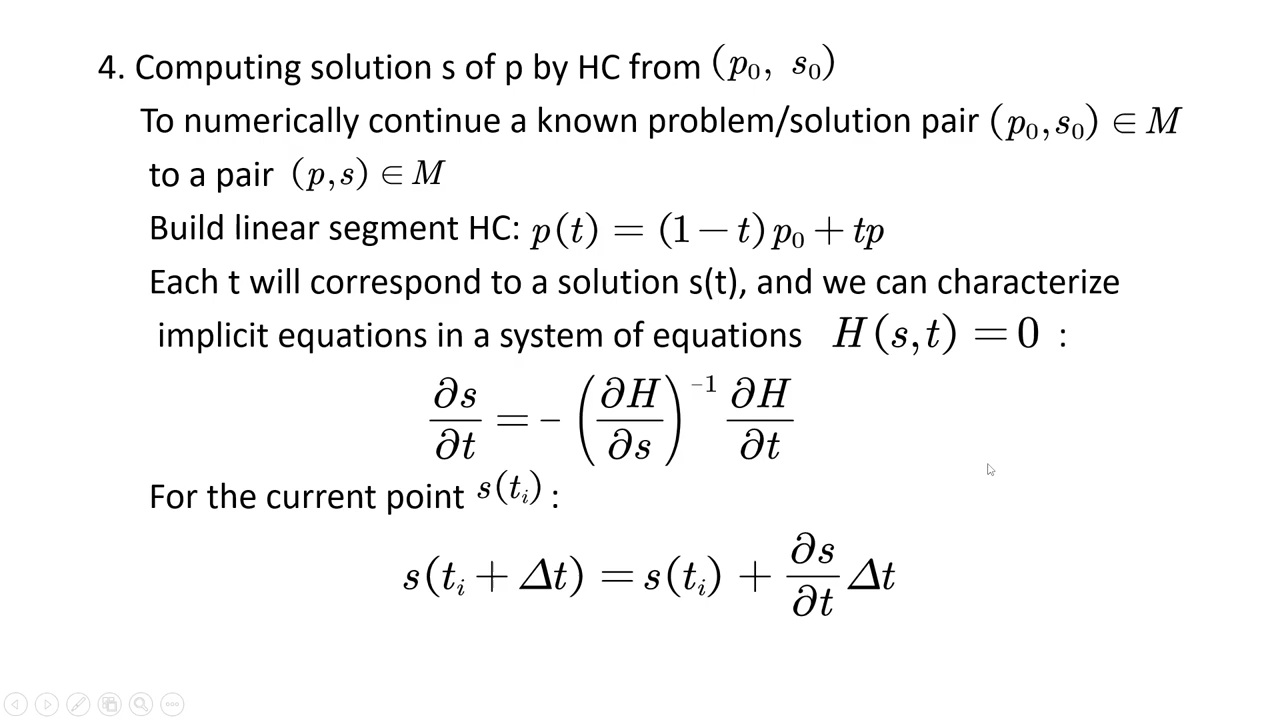 4. Computing solution s of p by HC from (p₀, s₀)
To numerically continue a known problem/solution pair (p₀,s₀) ∈ M
to a pair (p,s) ∈ M
Build linear segment HC: p(t) = (1−t)p₀ + tp
Each t will correspond to a solution s(t), and we can characterize
implicit equations in a system of equations H(s,t) = 0 :
∂s/∂t = −(∂H/∂s)⁻¹ ∂H/∂t
For the current point s(tᵢ) :
s(tᵢ + Δt) = s(tᵢ) + ∂s/∂t Δt